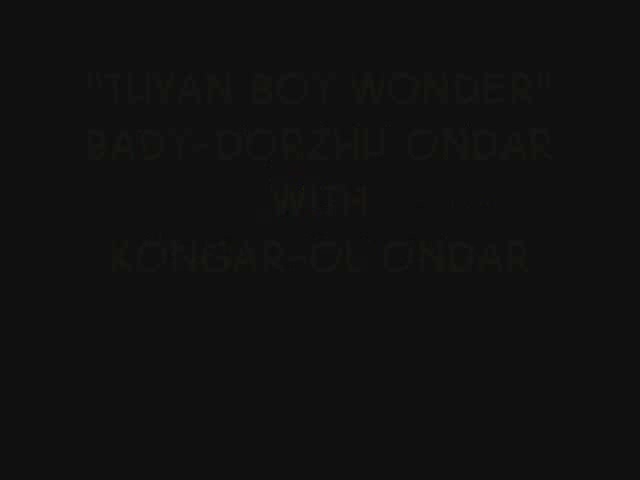 "TUVAN BOY WONDER"
BADY-DORZHU ONDAR
WITH
KONGAR-OL ONDAR